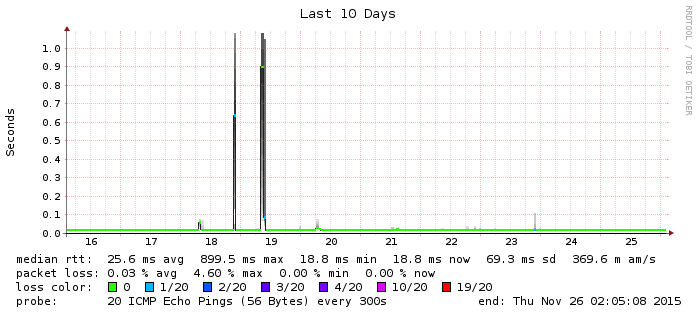 Last 10 Days
RRDTOOL / TOBI OETIKER
Seconds
1.0
0.9
0.8
0.7
0.6
0.5
0.4
0.3
0.2
0.1
0.0
16 17 18 19 20 21 22 23 24 25
median rtt: 25.6 ms avg 899.5 ms max 18.8 ms min 18.8 ms now 69.3 ms sd 369.6 m am/s
packet loss: 0.03 % avg 4.60 % max 0.00 % min 0.00 % now
loss color: 0 1/20 2/20 3/20 4/20 10/20 19/20
probe: 20 ICMP Echo Pings (56 Bytes) every 300s end: Thu Nov 26 02:05:08 2015